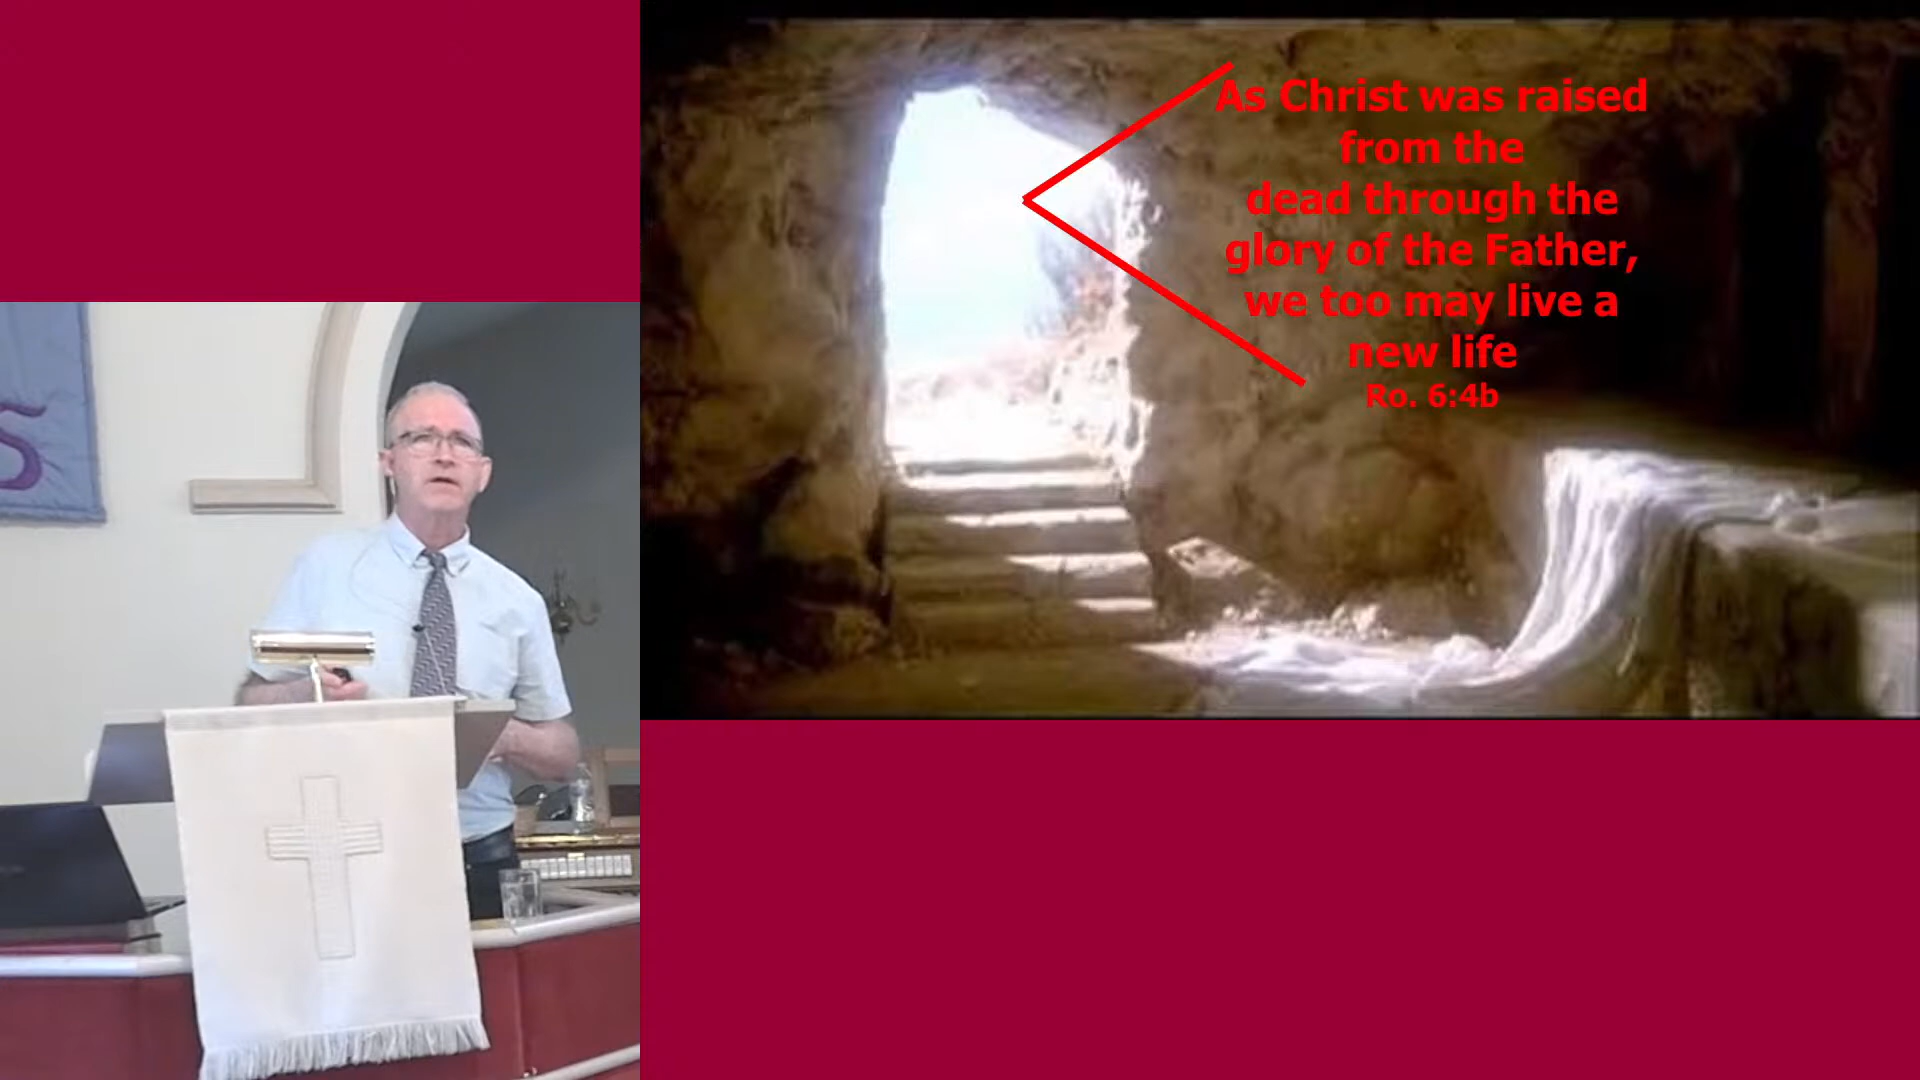 As Christ was raised
from the
dead through the
glory of the Father,
we too may live a
new life
Ro. 6:4b
S